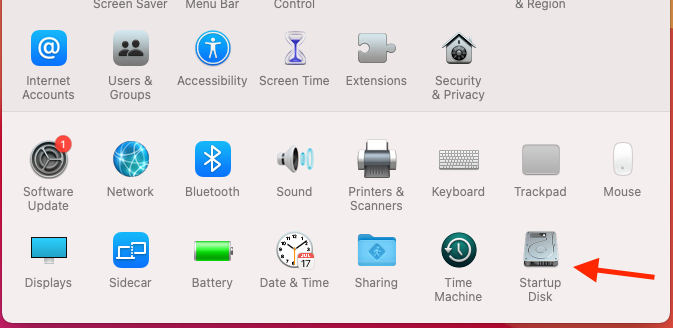 Screen Saver Menu Bar Control & Region
Internet Users & Accessibility Screen Time Extensions Security
Accounts Groups & Privacy
1
Software Network Bluetooth Sound Printers & Keyboard Trackpad Mouse
Update Scanners
JUL
17
Displays Sidecar Battery Date & Time Sharing Time Startup
Machine Disk